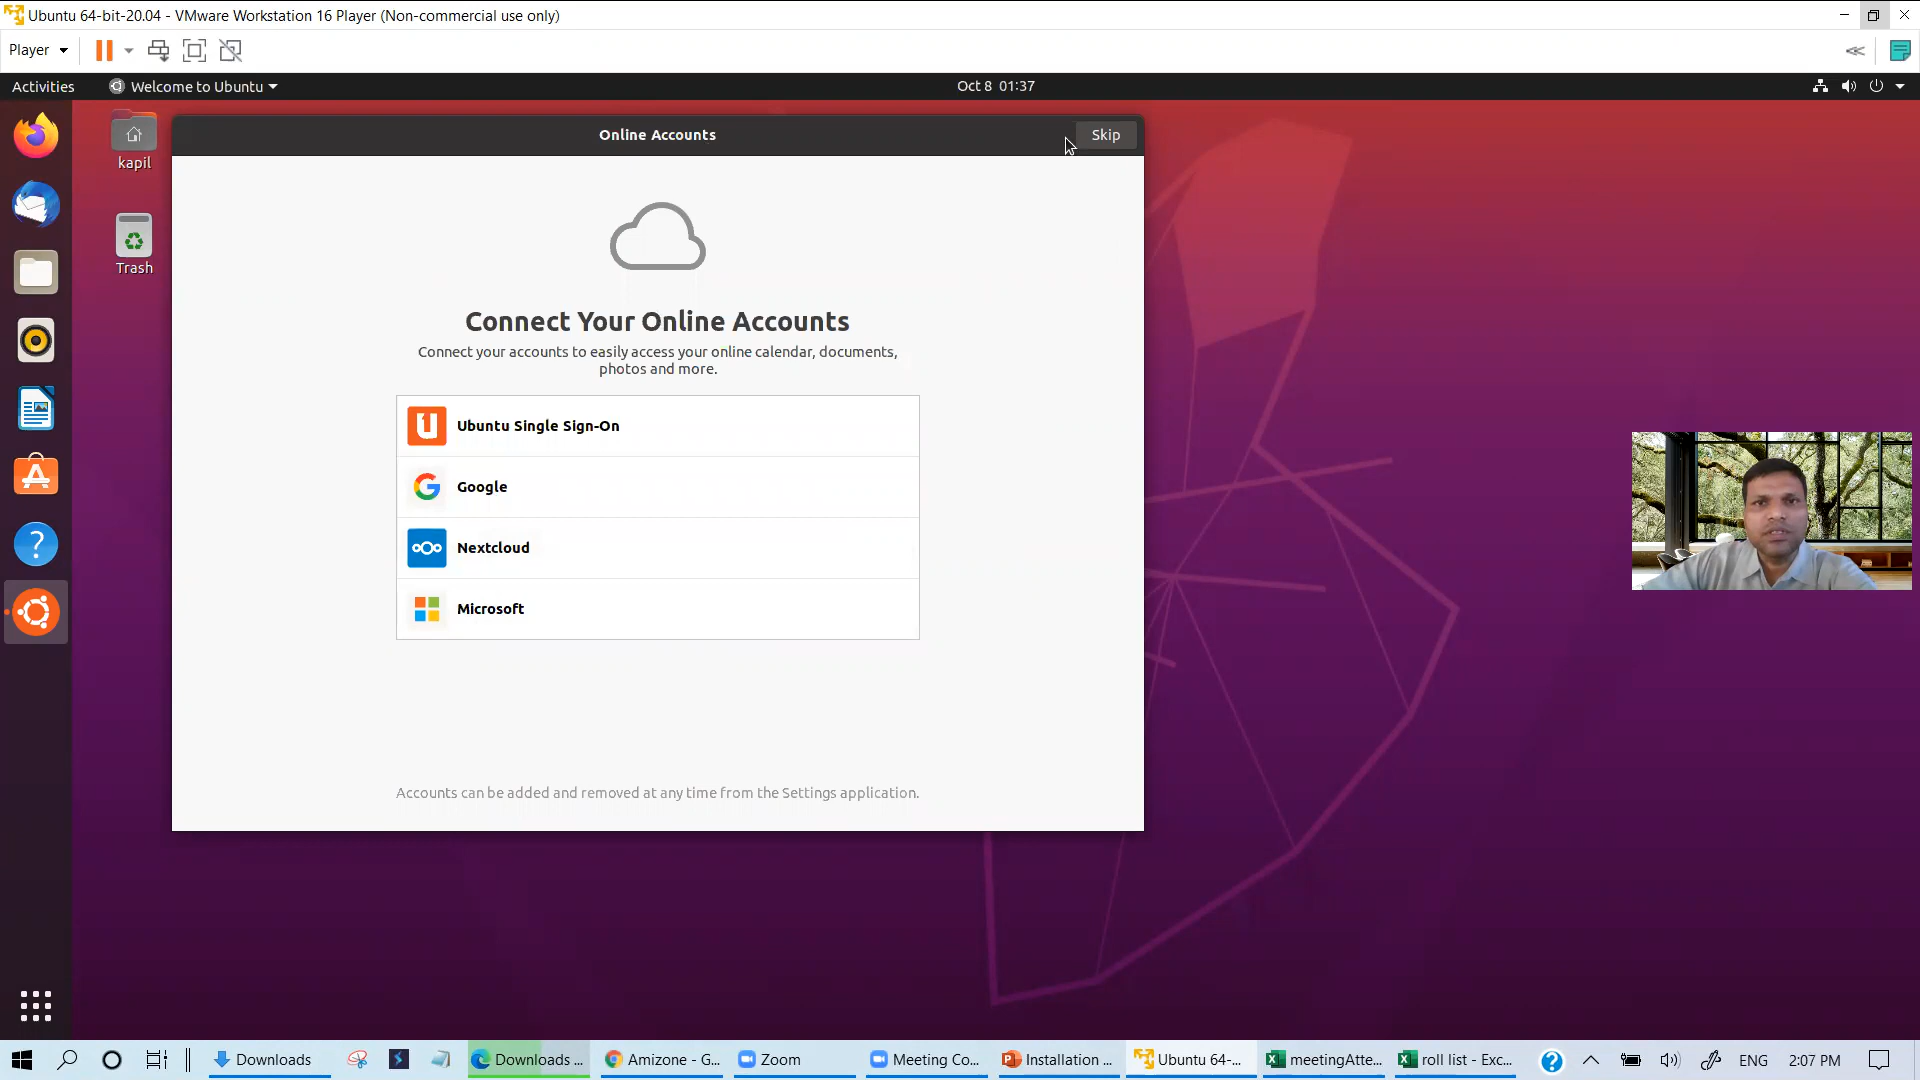 Ubuntu 64-bit-20.04 - VMware Workstation 16 Player (Non-commercial use only)
Player
Activities
Welcome to Ubuntu
Oct 8 01:37
Online Accounts
Skip
kapil
Trash
Connect Your Online Accounts
Connect your accounts to easily access your online calendar, documents,
photos and more.
Ubuntu Single Sign-On
Google
Nextcloud
Microsoft
Accounts can be added and removed at any time from the Settings application.
Downloads
Downloads ...
Amizone - G...
Zoom
Meeting Co...
Installation ...
Ubuntu 64-...
meetingAtte...
roll list - Exc...
ENG
2:07 PM